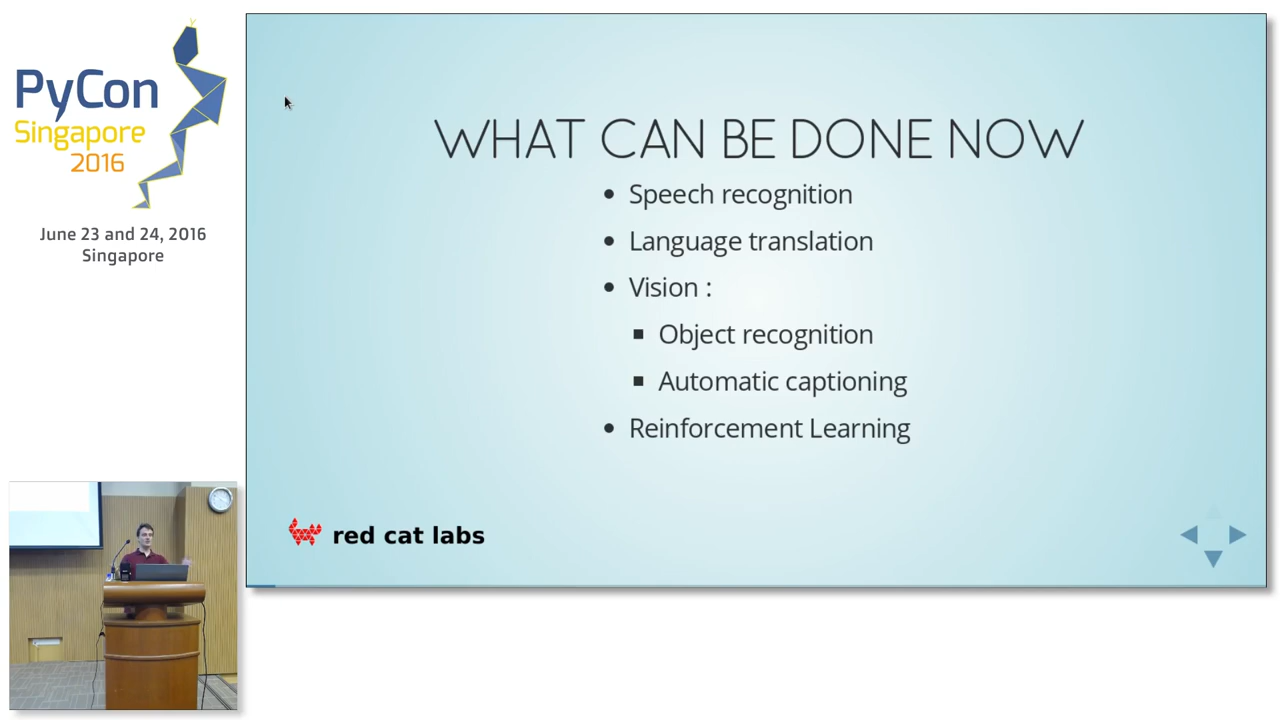 PyCon
Singapore
2016
June 23 and 24, 2016
Singapore
WHAT CAN BE DONE NOW
• Speech recognition
• Language translation
• Vision :
▪ Object recognition
▪ Automatic captioning
• Reinforcement Learning
red cat labs